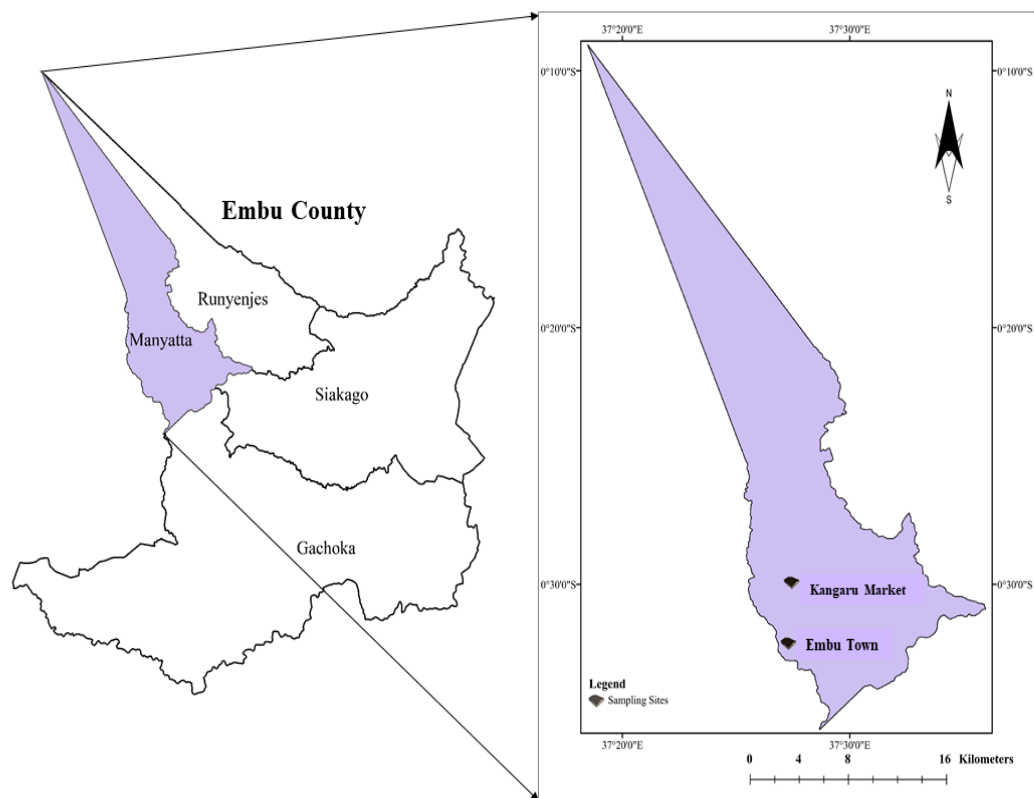 Embu County
Runyenjes
Manyatta
Siakago
Gachoka
37°20'0"E 37°30'0"E
0°10'0"S 0°10'0"S
N
S
0°20'0"S 0°20'0"S
0°30'0"S 0°30'0"S
Kangaru Market
Embu Town
Legend
Sampling Sites
37°20'0"E 37°30'0"E
0 4 8 16 Kilometers